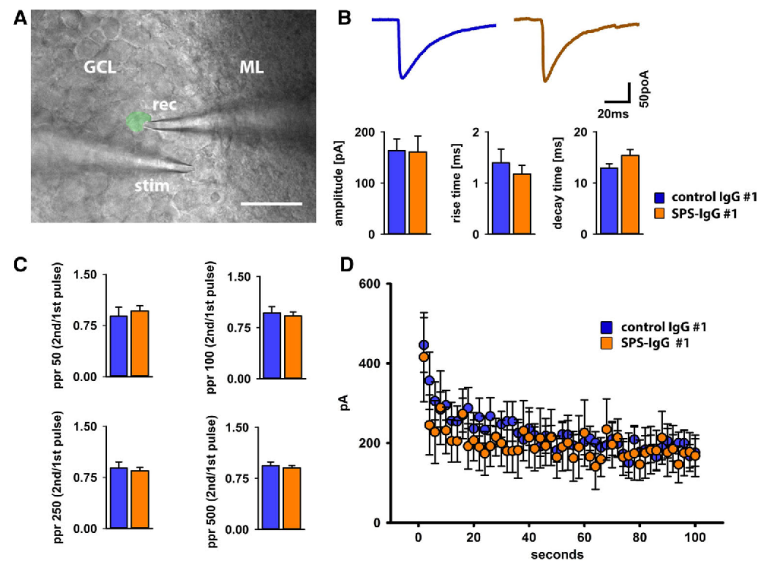 A
GCL
ML
rec
stim
B
50poA
20ms
amplitude [pA]
200
100
0
rise time [ms]
2
1
0
decay time [ms]
20
10
0
control IgG #1
SPS-IgG #1
C
ppr 50 (2nd/1st pulse)
1.50
0.75
0.00
ppr 100 (2nd/1st pulse)
1.50
0.75
0.00
ppr 250 (2nd/1st pulse)
1.50
0.75
0.00
ppr 500 (2nd/1st pulse)
1.50
0.75
0.00
D
600
400
200
0
pA
control IgG #1
SPS-IgG #1
0 20 40 60 80 100
seconds